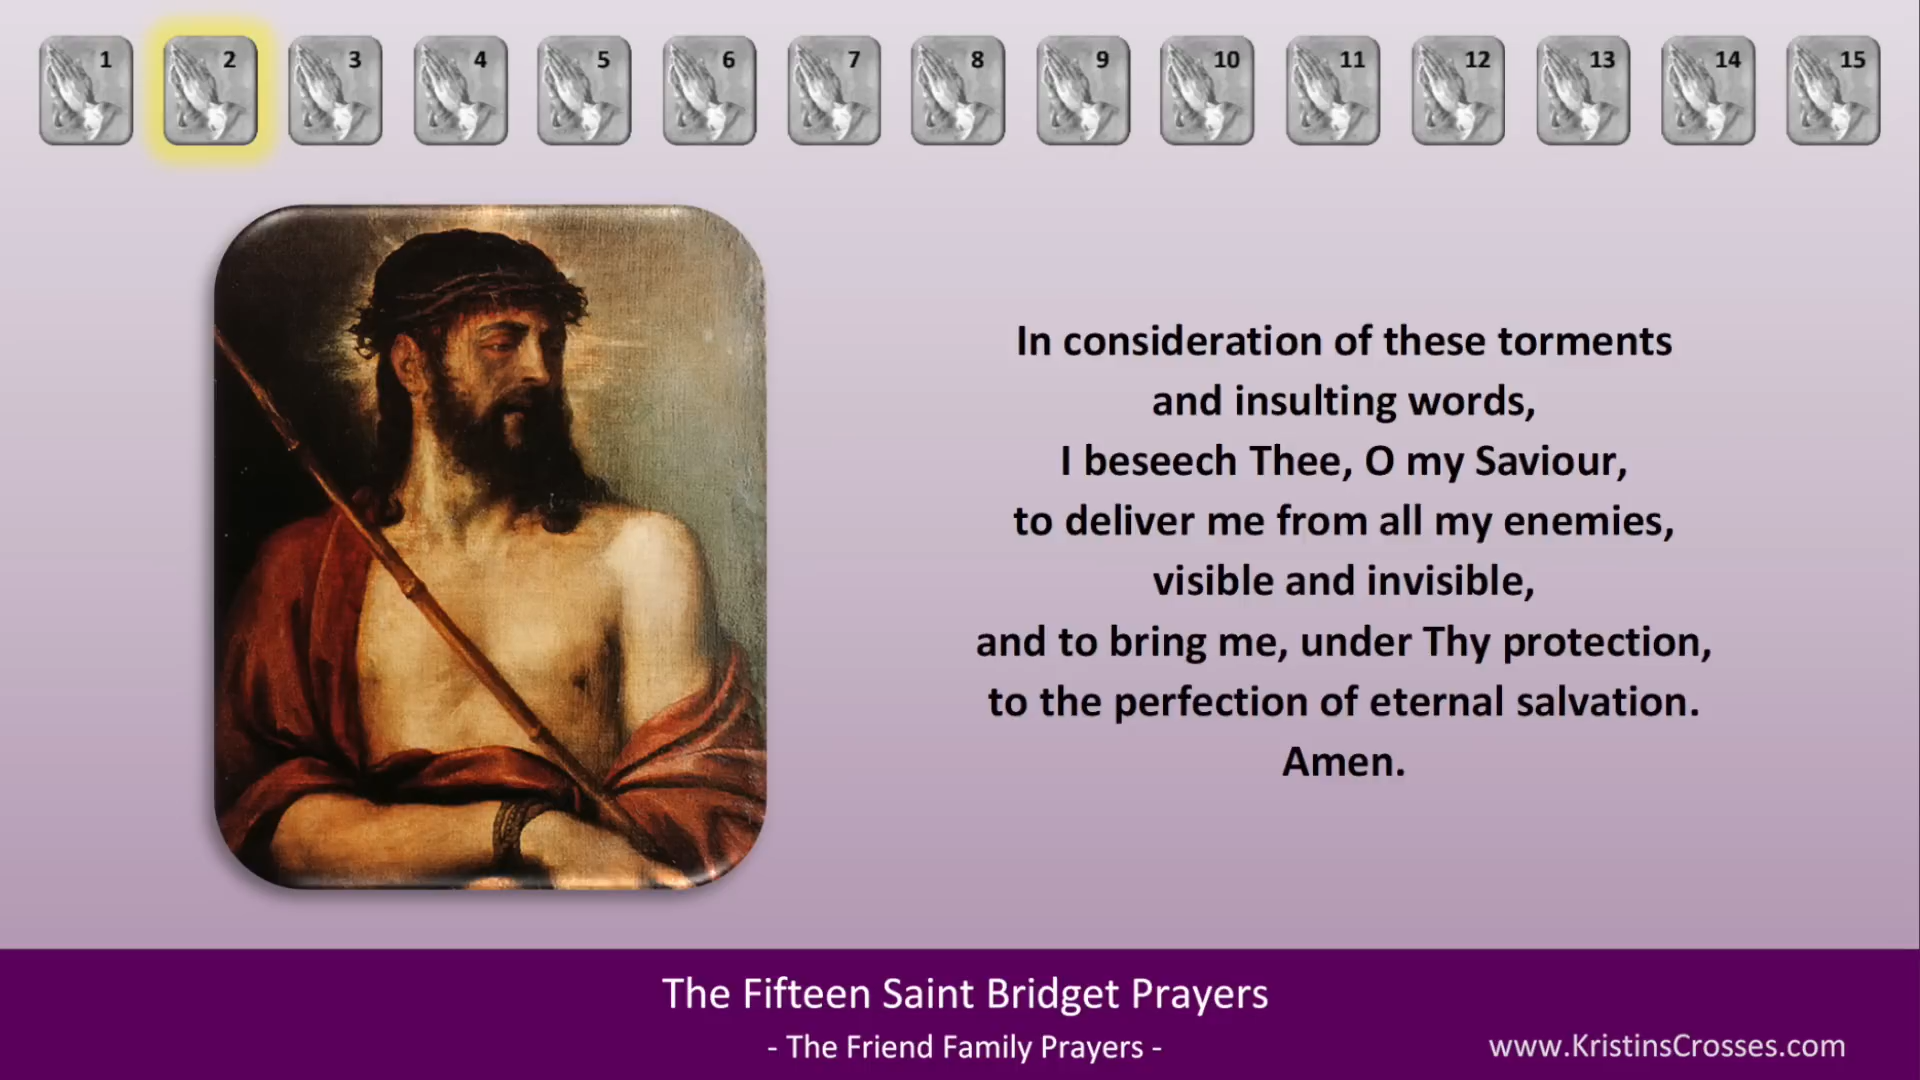 1 2 3 4 5 6 7 8 9 10 11 12 13 14 15
In consideration of these torments
and insulting words,
I beseech Thee, O my Saviour,
to deliver me from all my enemies,
visible and invisible,
and to bring me, under Thy protection,
to the perfection of eternal salvation.
Amen.
The Fifteen Saint Bridget Prayers
- The Friend Family Prayers -
www.KristinsCrosses.com